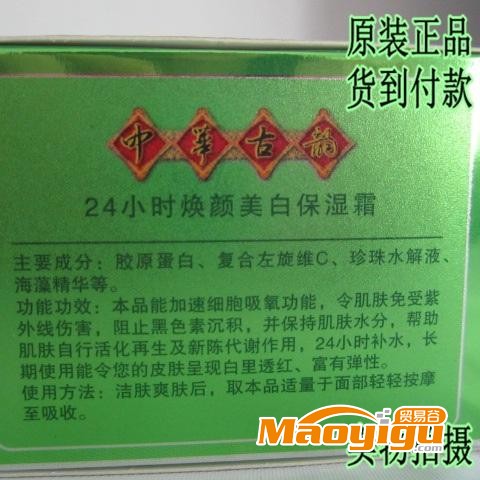 原装正品
货到付款
中华古韵
24小时焕颜美白保湿霜
主要成分：胶原蛋白、复合左旋维C、珍珠水解液、
海藻精华等。
功能功效：本品能加速细胞吸氧功能，令肌肤免受紫
外线伤害，阻止黑色素沉积，并保持肌肤水分，帮助
肌肤自行活化再生及新陈代谢作用，24小时补水，长
期使用能令您的皮肤呈现白里透红、富有弹性。
使用方法：洁肤爽肤后，取本品适量于面部轻轻按摩
至吸收。
贸易谷
Maoyigu
实物拍摄